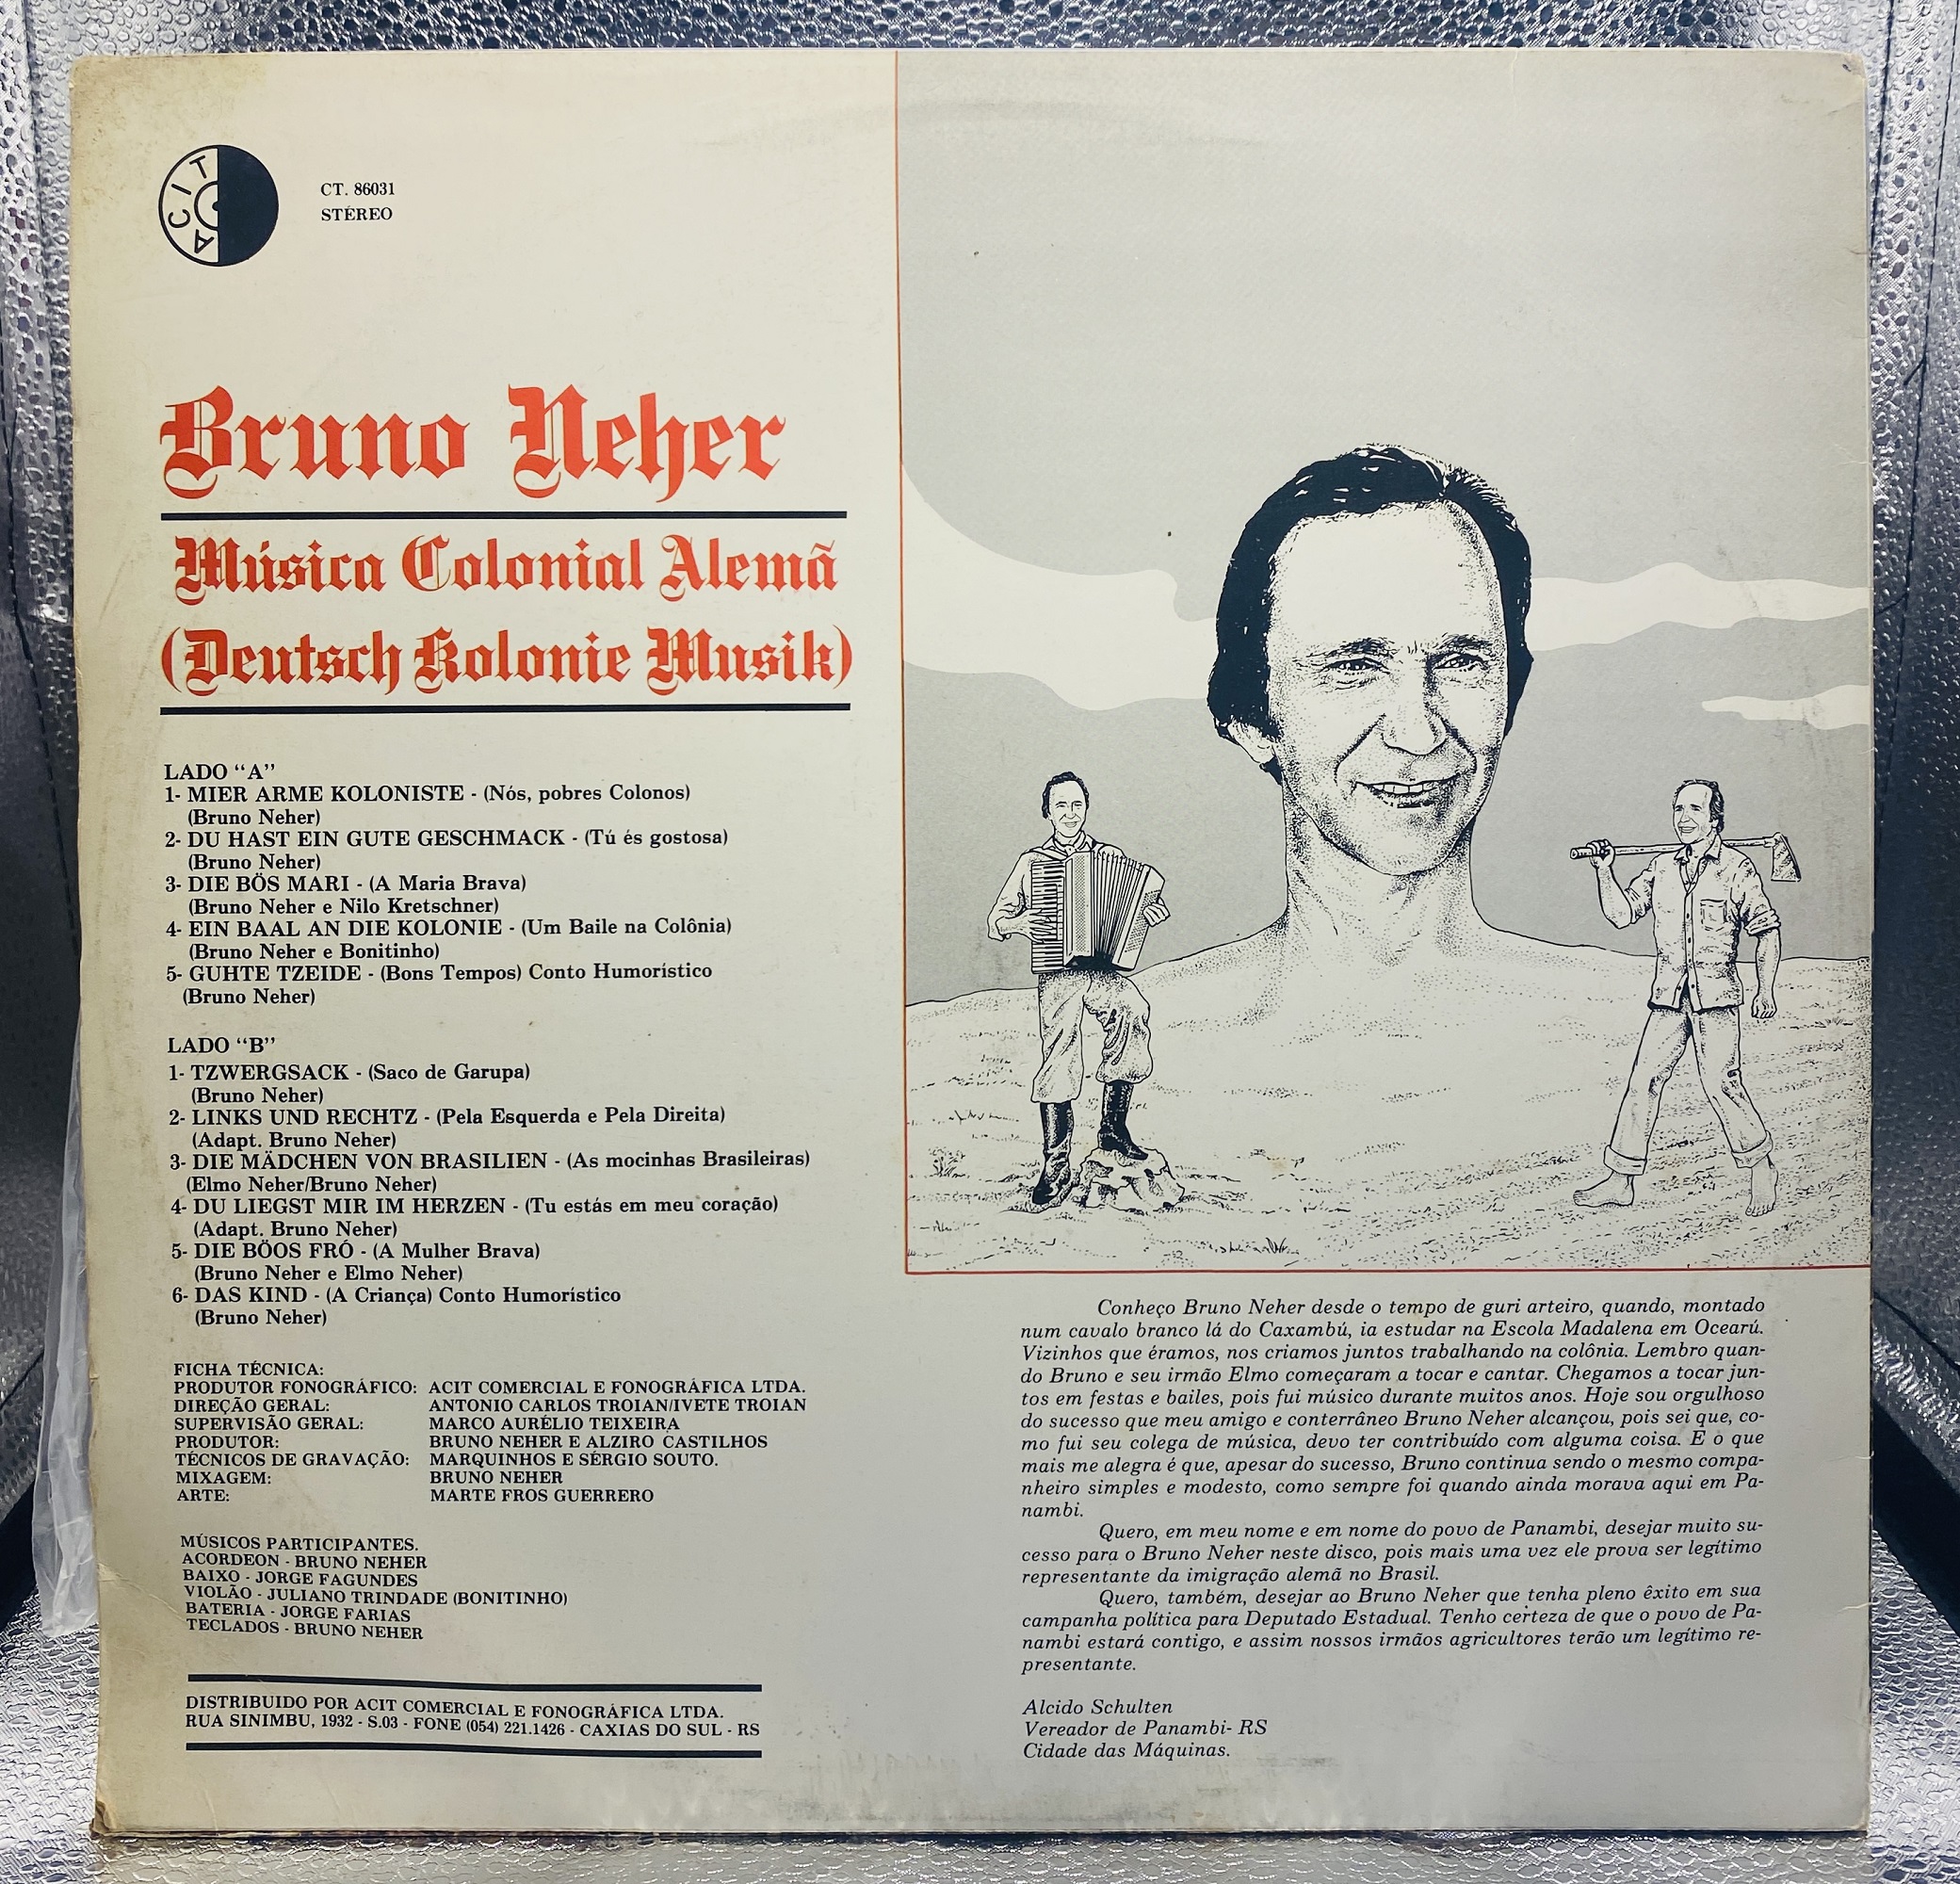 ACIT
CT. 86031
STÉREO
Bruno Neher
Música Colonial Alemã
(Deutsch Kolonie Musik)
LADO “A”
1- MIER ARME KOLONISTE - (Nós, pobres Colonos)
(Bruno Neher)
2- DU HAST EIN GUTE GESCHMACK - (Tú és gostosa)
(Bruno Neher)
3- DIE BÖS MARI - (A Maria Brava)
(Bruno Neher e Nilo Kretschner)
4- EIN BAAL AN DIE KOLONIE - (Um Baile na Colônia)
(Bruno Neher e Bonitinho)
5- GUHTE TZEIDE - (Bons Tempos) Conto Humorístico
(Bruno Neher)
LADO “B”
1- TZWERGSACK - (Saco de Garupa)
(Bruno Neher)
2- LINKS UND RECHTZ - (Pela Esquerda e Pela Direita)
(Adapt. Bruno Neher)
3- DIE MÄDCHEN VON BRASILIEN - (As mocinhas Brasileiras)
(Elmo Neher/Bruno Neher)
4- DU LIEGST MIR IM HERZEN - (Tu estás em meu coração)
(Adapt. Bruno Neher)
5- DIE BÖOS FRÓ - (A Mulher Brava)
(Bruno Neher e Elmo Neher)
6- DAS KIND - (A Criança) Conto Humorístico
(Bruno Neher)
FICHA TÉCNICA:
PRODUTOR FONOGRÁFICO: ACIT COMERCIAL E FONOGRÁFICA LTDA.
DIREÇÃO GERAL: ANTONIO CARLOS TROIAN/IVETE TROIAN
SUPERVISÃO GERAL: MARCO AURÉLIO TEIXEIRA
PRODUTOR: BRUNO NEHER E ALZIRO CASTILHOS
TÉCNICOS DE GRAVAÇÃO: MARQUINHOS E SÉRGIO SOUTO.
MIXAGEM: BRUNO NEHER
ARTE: MARTE FROS GUERRERO
MÚSICOS PARTICIPANTES.
ACORDEON - BRUNO NEHER
BAIXO - JORGE FAGUNDES
VIOLÃO - JULIANO TRINDADE (BONITINHO)
BATERIA - JORGE FARIAS
TECLADOS - BRUNO NEHER
DISTRIBUIDO POR ACIT COMERCIAL E FONOGRÁFICA LTDA.
RUA SINIMBU, 1932 - S.03 - FONE (054) 221.1426 - CAXIAS DO SUL - RS
Conheço Bruno Neher desde o tempo de guri arteiro, quando, montado
num cavalo branco lá do Caxambú, ia estudar na Escola Madalena em Ocearú.
Vizinhos que éramos, nos criamos juntos trabalhando na colônia. Lembro quan-
do Bruno e seu irmão Elmo começaram a tocar e cantar. Chegamos a tocar jun-
tos em festas e bailes, pois fui músico durante muitos anos. Hoje sou orgulhoso
do sucesso que meu amigo e conterrâneo Bruno Neher alcançou, pois sei que, co-
mo fui seu colega de música, devo ter contribuído com alguma coisa. E o que
mais me alegra é que, apesar do sucesso, Bruno continua sendo o mesmo compa-
nheiro simples e modesto, como sempre foi quando ainda morava aqui em Pa-
nambi.
Quero, em meu nome e em nome do povo de Panambi, desejar muito su-
cesso para o Bruno Neher neste disco, pois mais uma vez ele prova ser legítimo
representante da imigração alemã no Brasil.
Quero, também, desejar ao Bruno Neher que tenha pleno êxito em sua
campanha política para Deputado Estadual. Tenho certeza de que o povo de Pa-
nambi estará contigo, e assim nossos irmãos agricultores terão um legítimo re-
presentante.
Alcido Schulten
Vereador de Panambi- RS
Cidade das Máquinas.